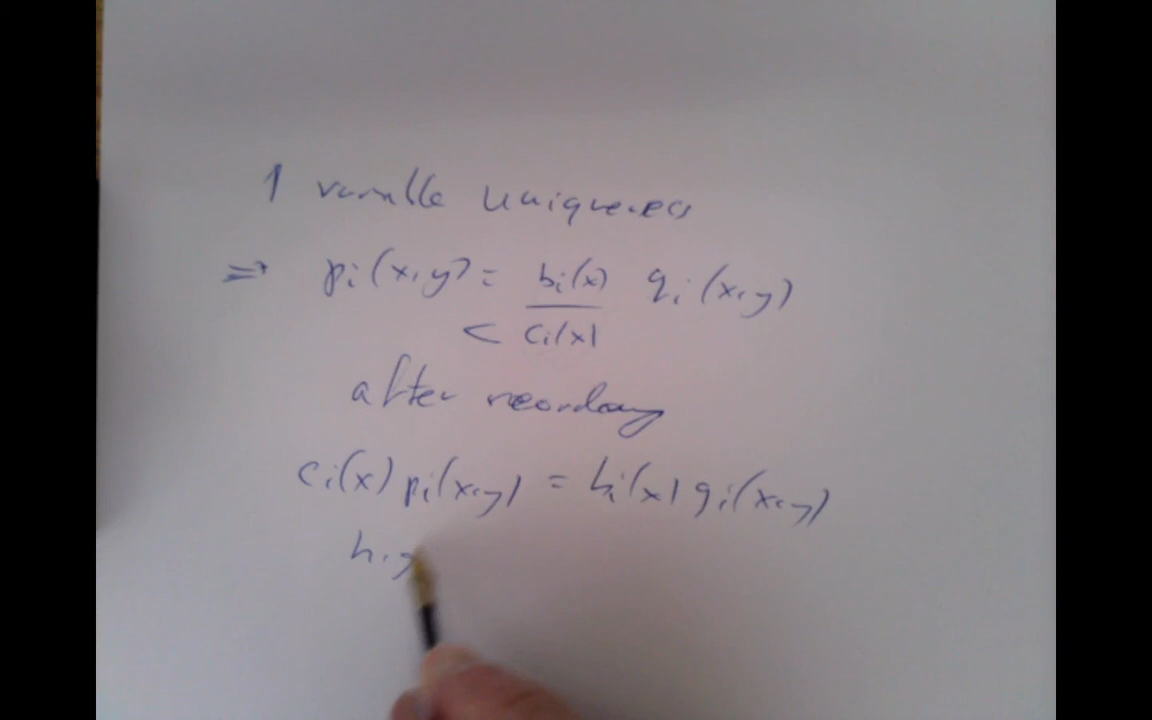 1 variable uniqueness
⇒ pᵢ(x,y) = bᵢ(x)/cᵢ(x) qᵢ(x,y)
after reordering
cᵢ(x) pᵢ(x,y) = bᵢ(x) qᵢ(x,y)